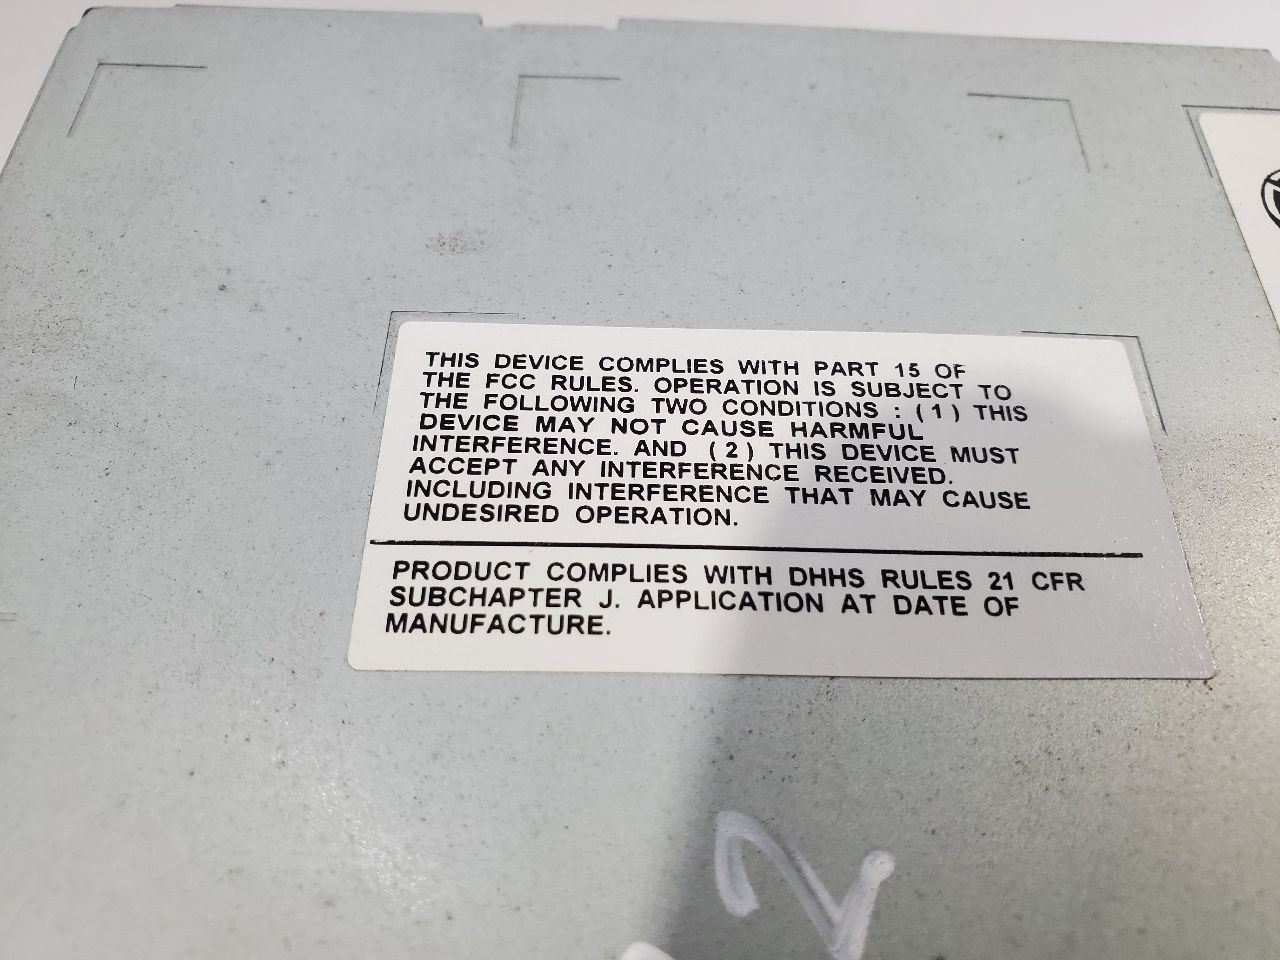 THIS DEVICE COMPLIES WITH PART 15 OF
THE FCC RULES. OPERATION IS SUBJECT TO
THE FOLLOWING TWO CONDITIONS : (1) THIS
DEVICE MAY NOT CAUSE HARMFUL
INTERFERENCE. AND (2) THIS DEVICE MUST
ACCEPT ANY INTERFERENCE RECEIVED.
INCLUDING INTERFERENCE THAT MAY CAUSE
UNDESIRED OPERATION.
PRODUCT COMPLIES WITH DHHS RULES 21 CFR
SUBCHAPTER J. APPLICATION AT DATE OF
MANUFACTURE.